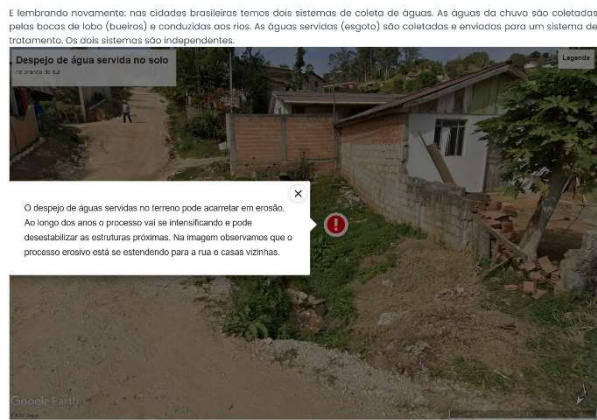 E lembrando novamente: nas cidades brasileiras temos dois sistemas de coleta de águas. As águas da chuva são coletadas
pelas bocas de lobo (bueiros) e conduzidas aos rios. As águas servidas (esgoto) são coletadas e enviadas para um sistema de
tratamento. Os dois sistemas são independentes.
Despejo de água servida no solo
rio branco do sul
Legenda
O despejo de águas servidas no terreno pode acarretar em erosão.
Ao longo dos anos o processo vai se intensificando e pode
desestabilizar as estruturas próximas. Na imagem observamos que o
processo erosivo está se estendendo para a rua e casas vizinhas.
Google Earth